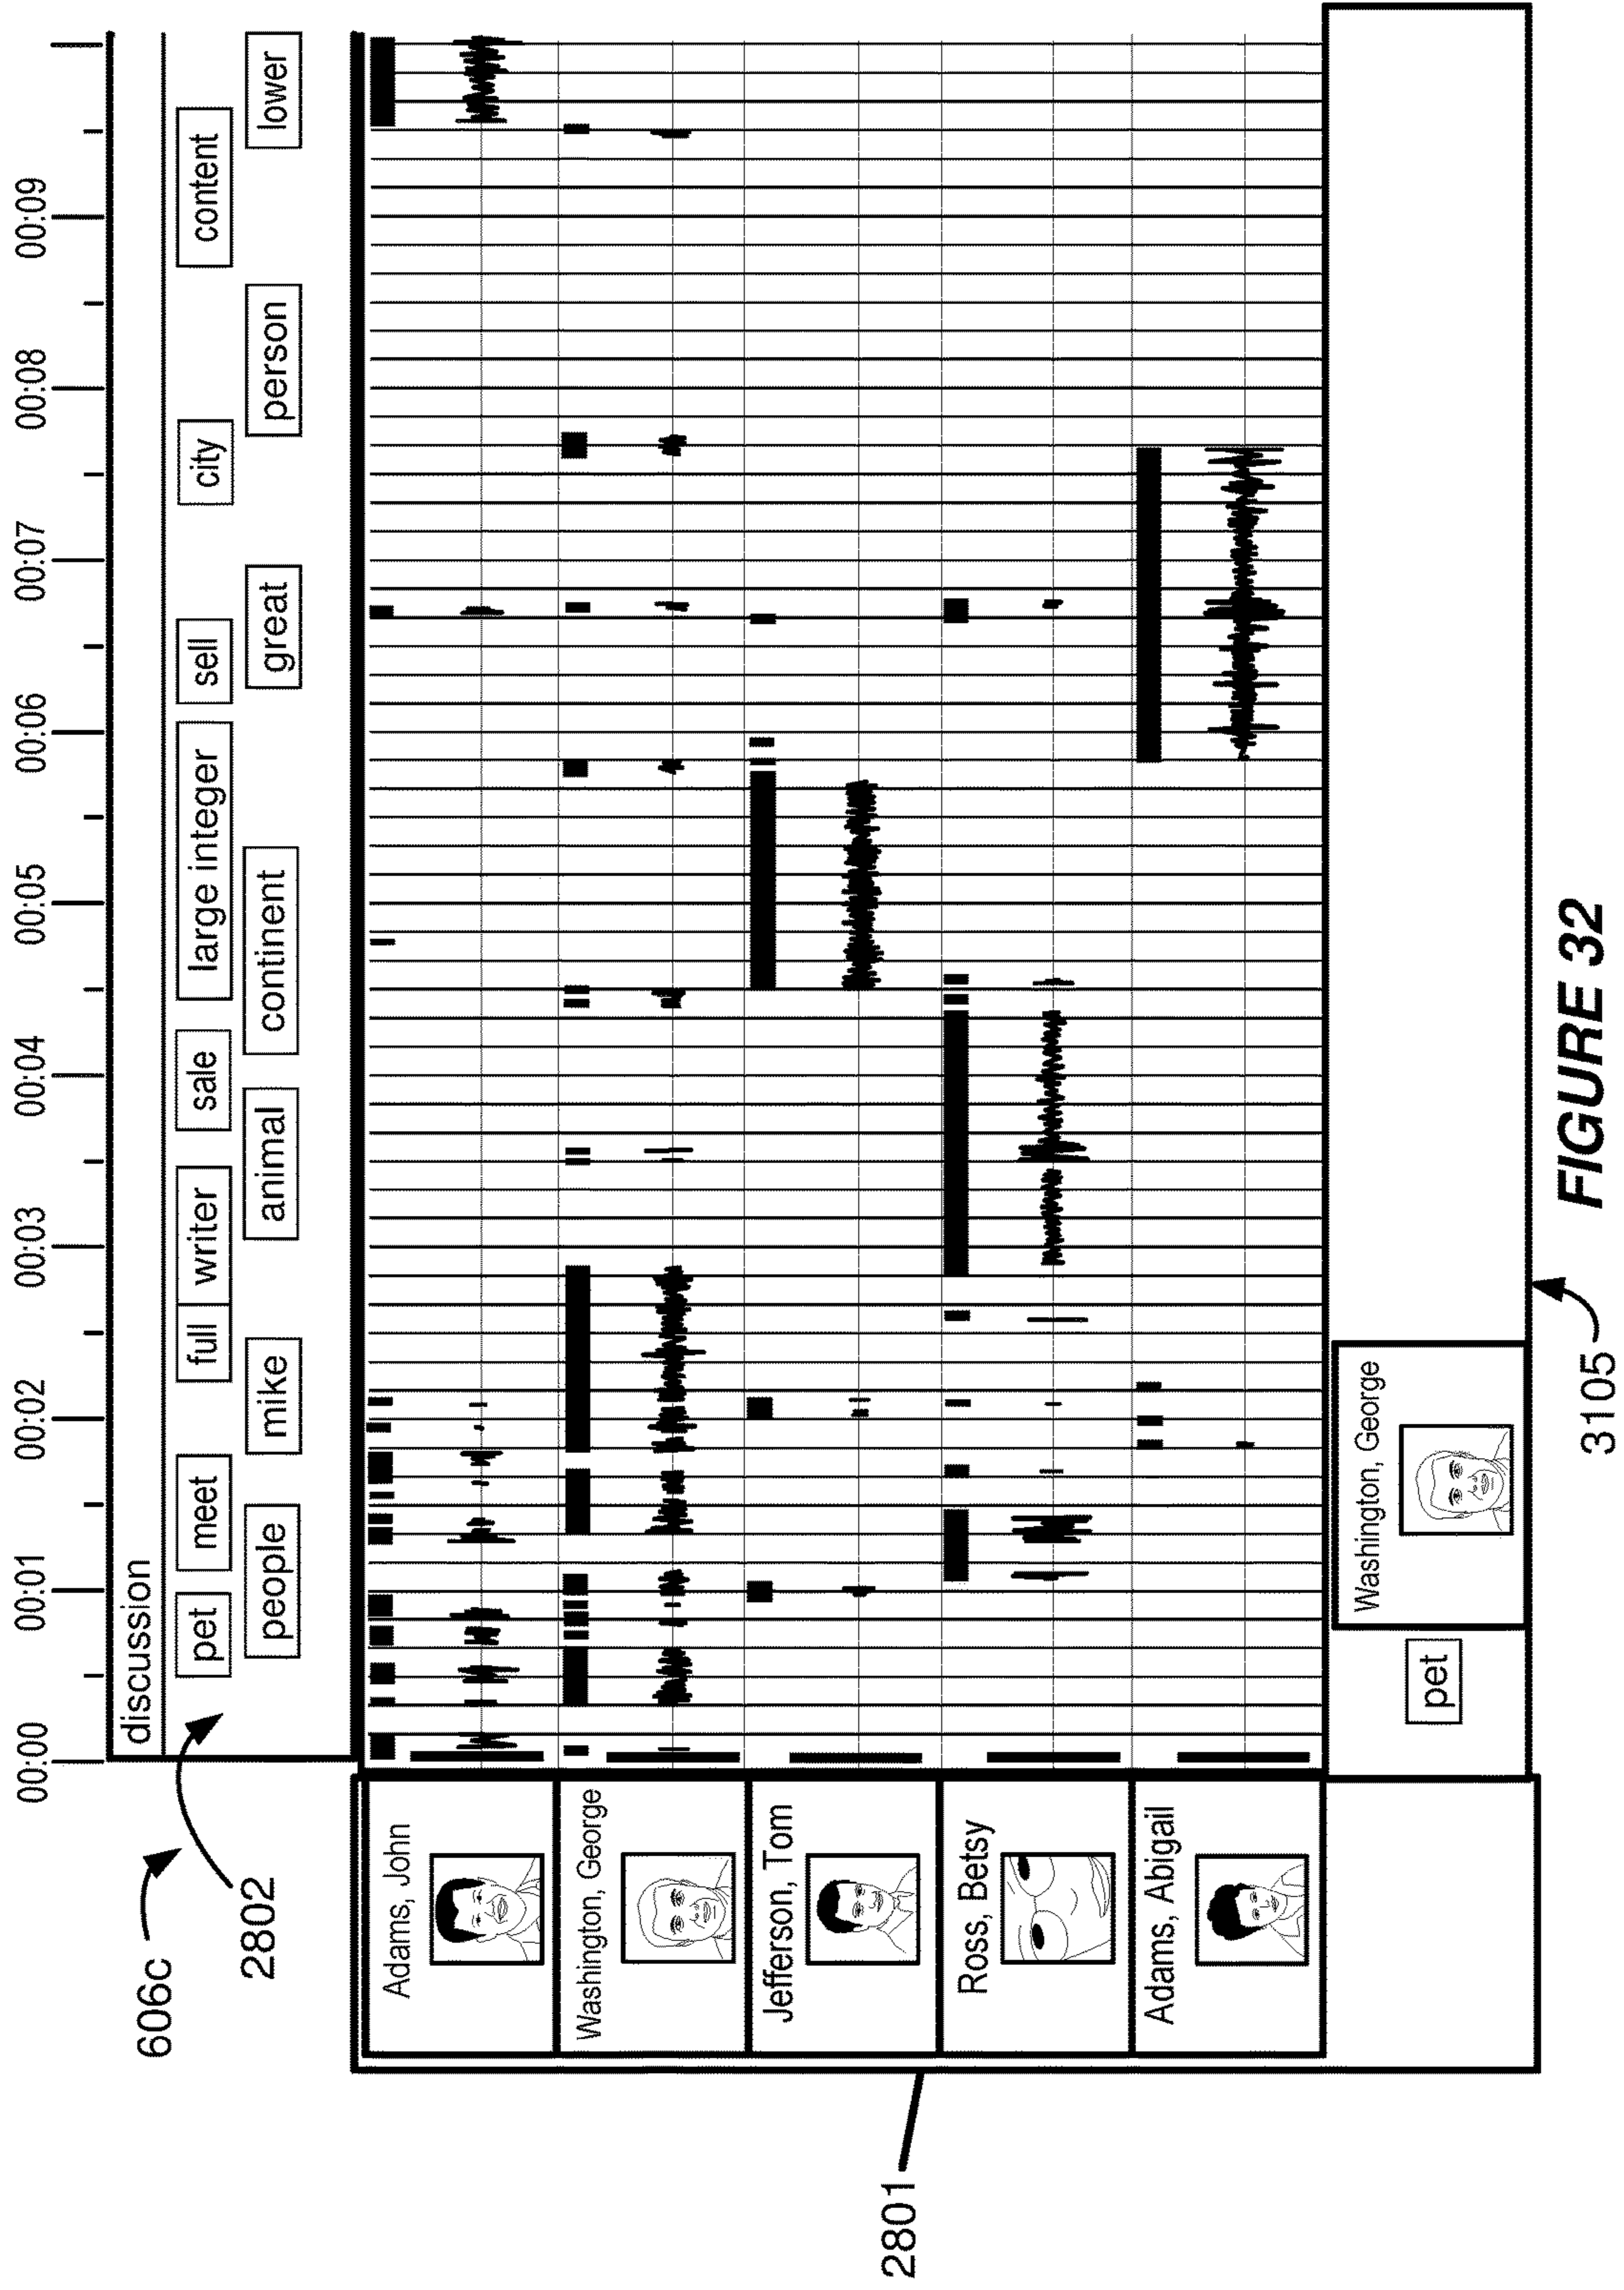 00:00 00:01 00:02 00:03 00:04 00:05 00:06 00:07 00:08 00:09
606c
discussion
2802
pet meet full writer sale large integer sell city content
people mike animal continent great person lower
Adams, John
Washington, George
Jefferson, Tom
Ross, Betsy
Adams, Abigail
2801
pet
Washington, George
3105
FIGURE 32